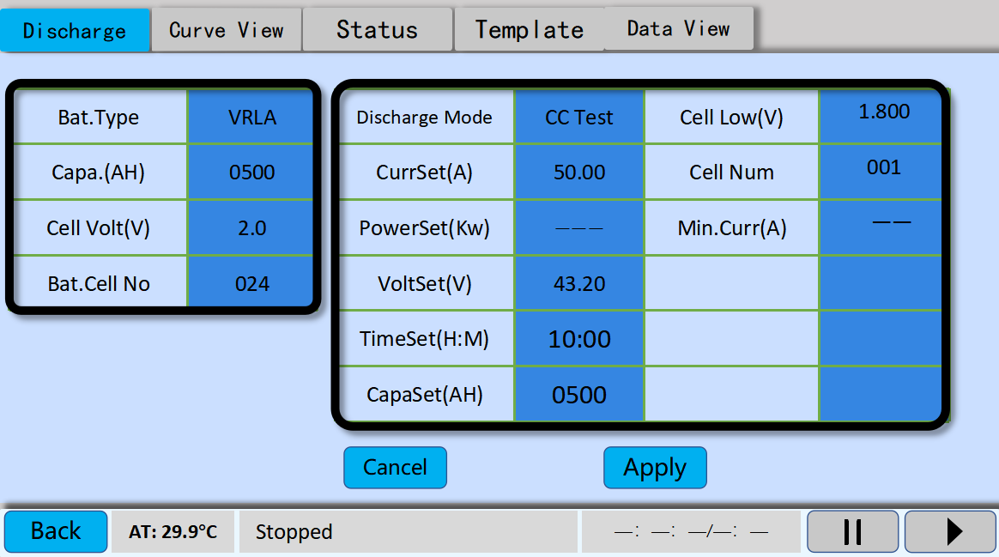 Discharge Curve View Status Template Data View
Bat.Type VRLA Discharge Mode CC Test Cell Low(V) 1.800
Capa.(AH) 0500 CurrSet(A) 50.00 Cell Num 001
Cell Volt(V) 2.0 PowerSet(Kw) ––– Min.Curr(A) ——
Bat.Cell No 024 VoltSet(V) 43.20
TimeSet(H:M) 10:00
CapaSet(AH) 0500
Cancel Apply
Back AT: 29.9°C Stopped —: —: —/—: —